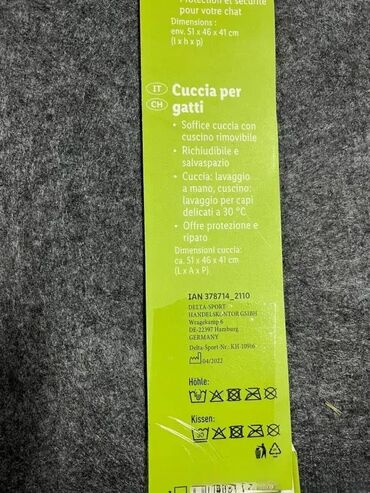 Protection et sécurité
pour votre chat
Dimensions :
env. 51 x 46 x 41 cm
(l x h x p)
IT
CH
Cuccia per
gatti
• Soffice cuccia con
cuscino rimovibile
• Richiudibile e
salvaspazio
• Cuccia: lavaggio
a mano, cuscino:
lavaggio per capi
delicati a 30 °C.
• Offre protezione e
riparo
Dimensioni cuccia:
ca. 51 x 46 x 41 cm
(L x A x P)
IAN 378714_2110
DELTA-SPORT
HANDELSKONTOR GMBH
Wragekamp 6
DE-22397 Hamburg
GERMANY
Delta-Sport-Nr.: KH-10916
04/2022
Höhle:
Kissen:
30